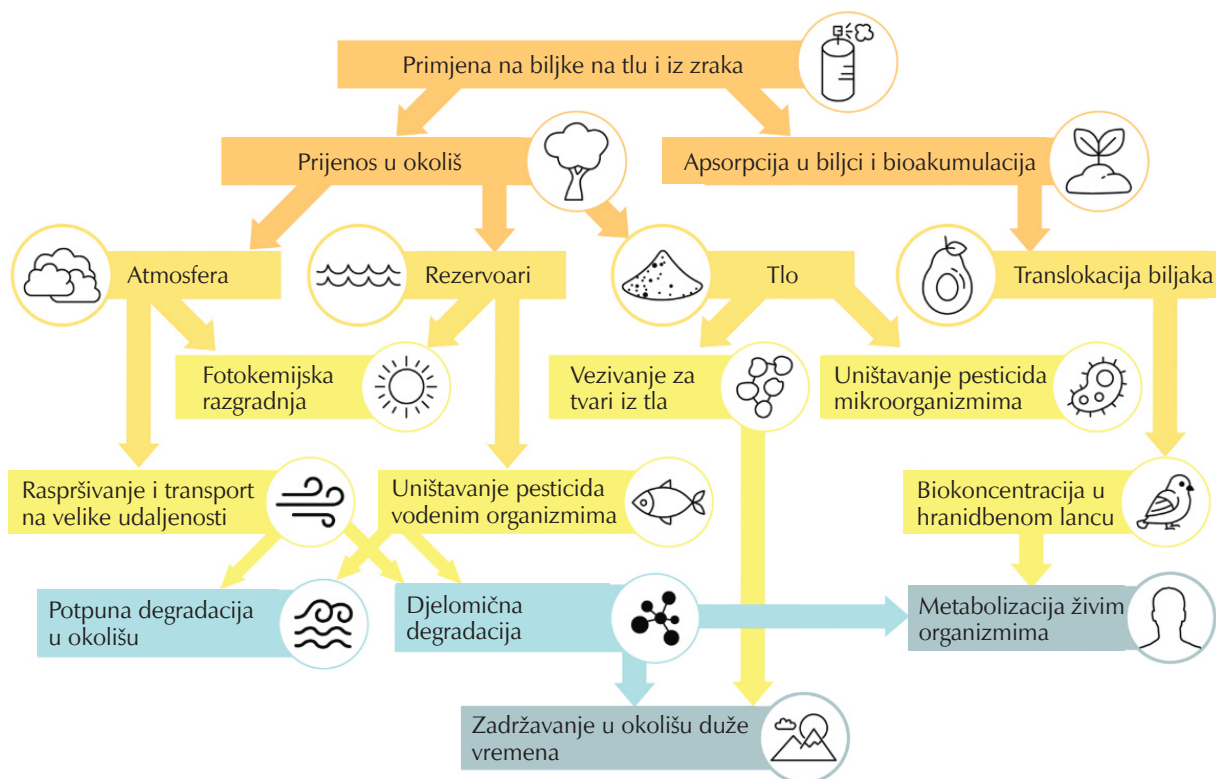 Primjena na biljke na tlu i iz zraka
Prijenos u okoliš
Apsorpcija u biljci i bioakumulacija
Atmosfera
Rezervoari
Tlo
Translokacija biljaka
Fotokemijska
razgradnja
Vezivanje za
tvari iz tla
Uništavanje pesticida
mikroorganizmima
Raspršivanje i transport
na velike udaljenosti
Uništavanje pesticida
vodenim organizmima
Biokoncentracija u
hranidbenom lancu
Potpuna degradacija
u okolišu
Djelomična
degradacija
Metabolizacija živim
organizmima
Zadržavanje u okolišu duže
vremena